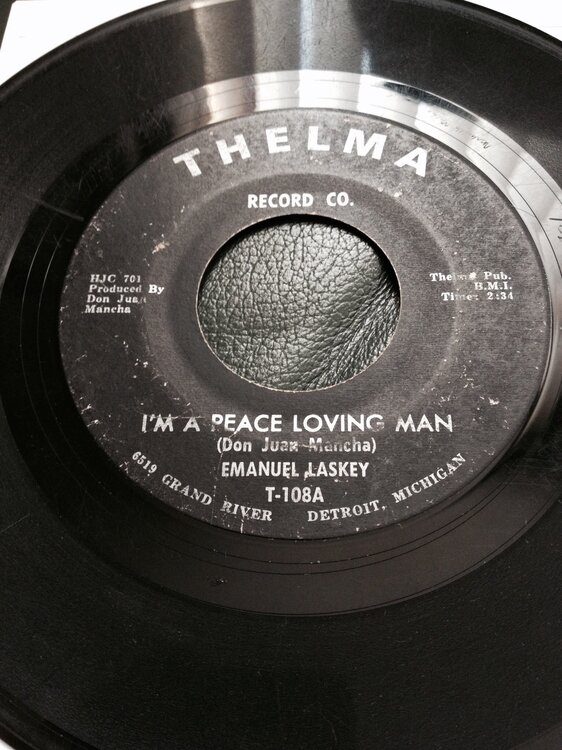 THELMA
RECORD CO.
HJC 701
Produced By
Don Juan
Mancha
Thelma Pub.
B.M.I.
Time: 2:34
I'M A PEACE LOVING MAN
(Don Juan Mancha)
EMANUEL LASKEY
T-108A
6519 GRAND RIVER DETROIT, MICHIGAN